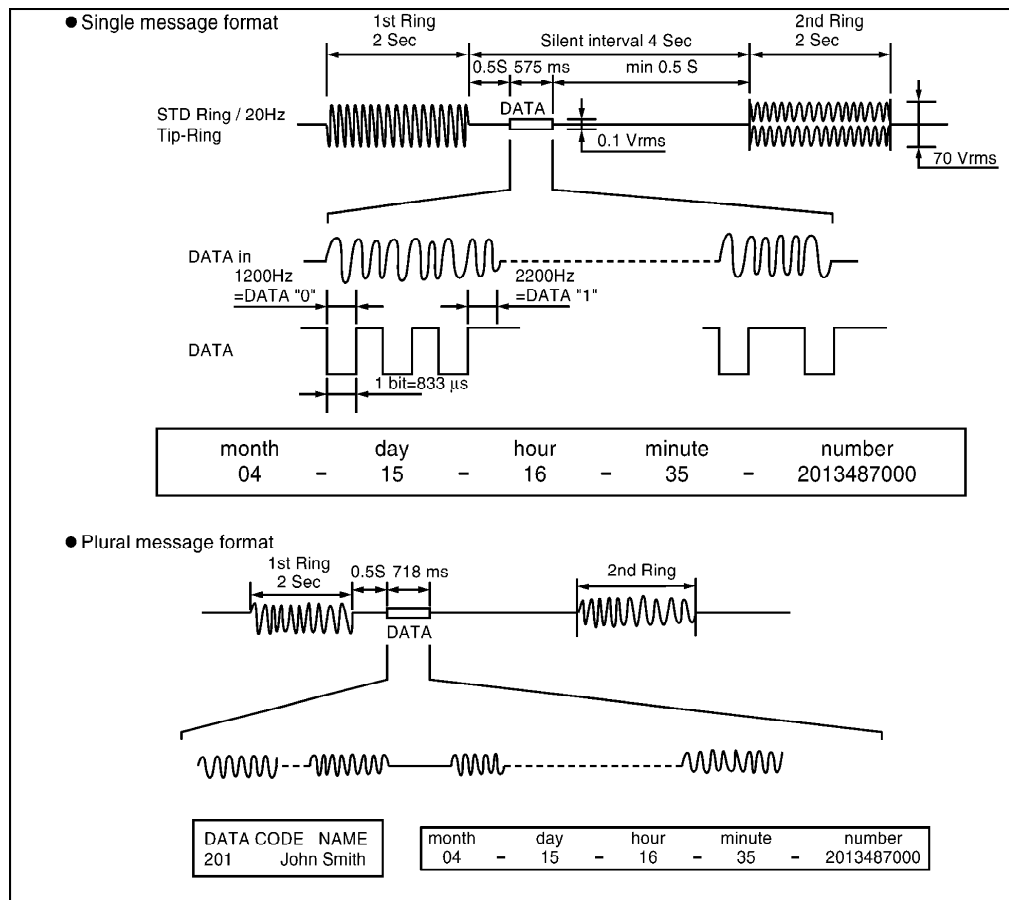 ● Single message format
1st Ring
2 Sec
Silent interval 4 Sec
2nd Ring
2 Sec
0.5S 575 ms
min 0.5 S
DATA
STD Ring / 20Hz
Tip-Ring
0.1 Vrms
70 Vrms
DATA in
1200Hz
=DATA "0"
2200Hz
=DATA "1"
DATA
1 bit=833 µs
month day hour minute number
04 – 15 – 16 – 35 – 2013487000
● Plural message format
1st Ring
2 Sec
0.5S 718 ms
2nd Ring
DATA
DATA CODE NAME
201 John Smith
month day hour minute number
04 – 15 – 16 – 35 – 2013487000